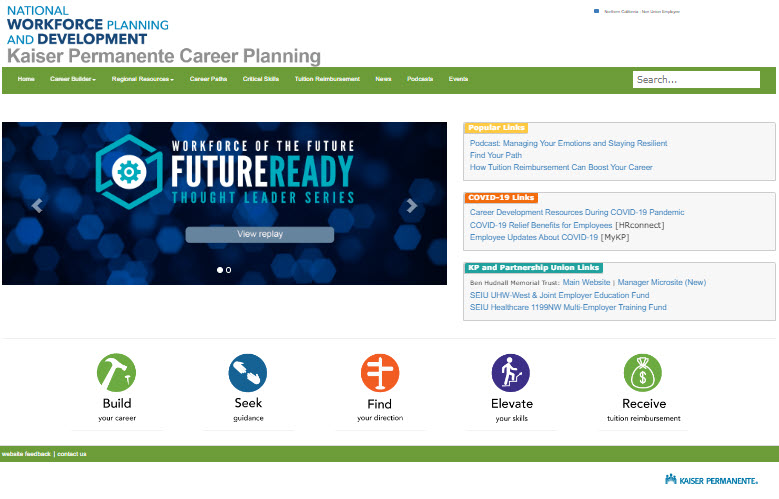 NATIONAL
WORKFORCE PLANNING
AND DEVELOPMENT
Kaiser Permanente Career Planning
Northern California - Non Union Employee
Home Career Builder Regional Resources Career Paths Critical Skills Tuition Reimbursement News Podcasts Events
Search...
WORKFORCE OF THE FUTURE
FUTUREREADY
THOUGHT LEADER SERIES
View replay
Popular Links
Podcast: Managing Your Emotions and Staying Resilient
Find Your Path
How Tuition Reimbursement Can Boost Your Career
COVID-19 Links
Career Development Resources During COVID-19 Pandemic
COVID-19 Relief Benefits for Employees [HRconnect]
Employee Updates About COVID-19 [MyKP]
KP and Partnership Union Links
Ben Hudnall Memorial Trust: Main Website | Manager Microsite (New)
SEIU UHW-West & Joint Employer Education Fund
SEIU Healthcare 1199NW Multi-Employer Training Fund
Build
your career
Seek
guidance
Find
your direction
Elevate
your skills
Receive
tuition reimbursement
website feedback | contact us
KAISER PERMANENTE®